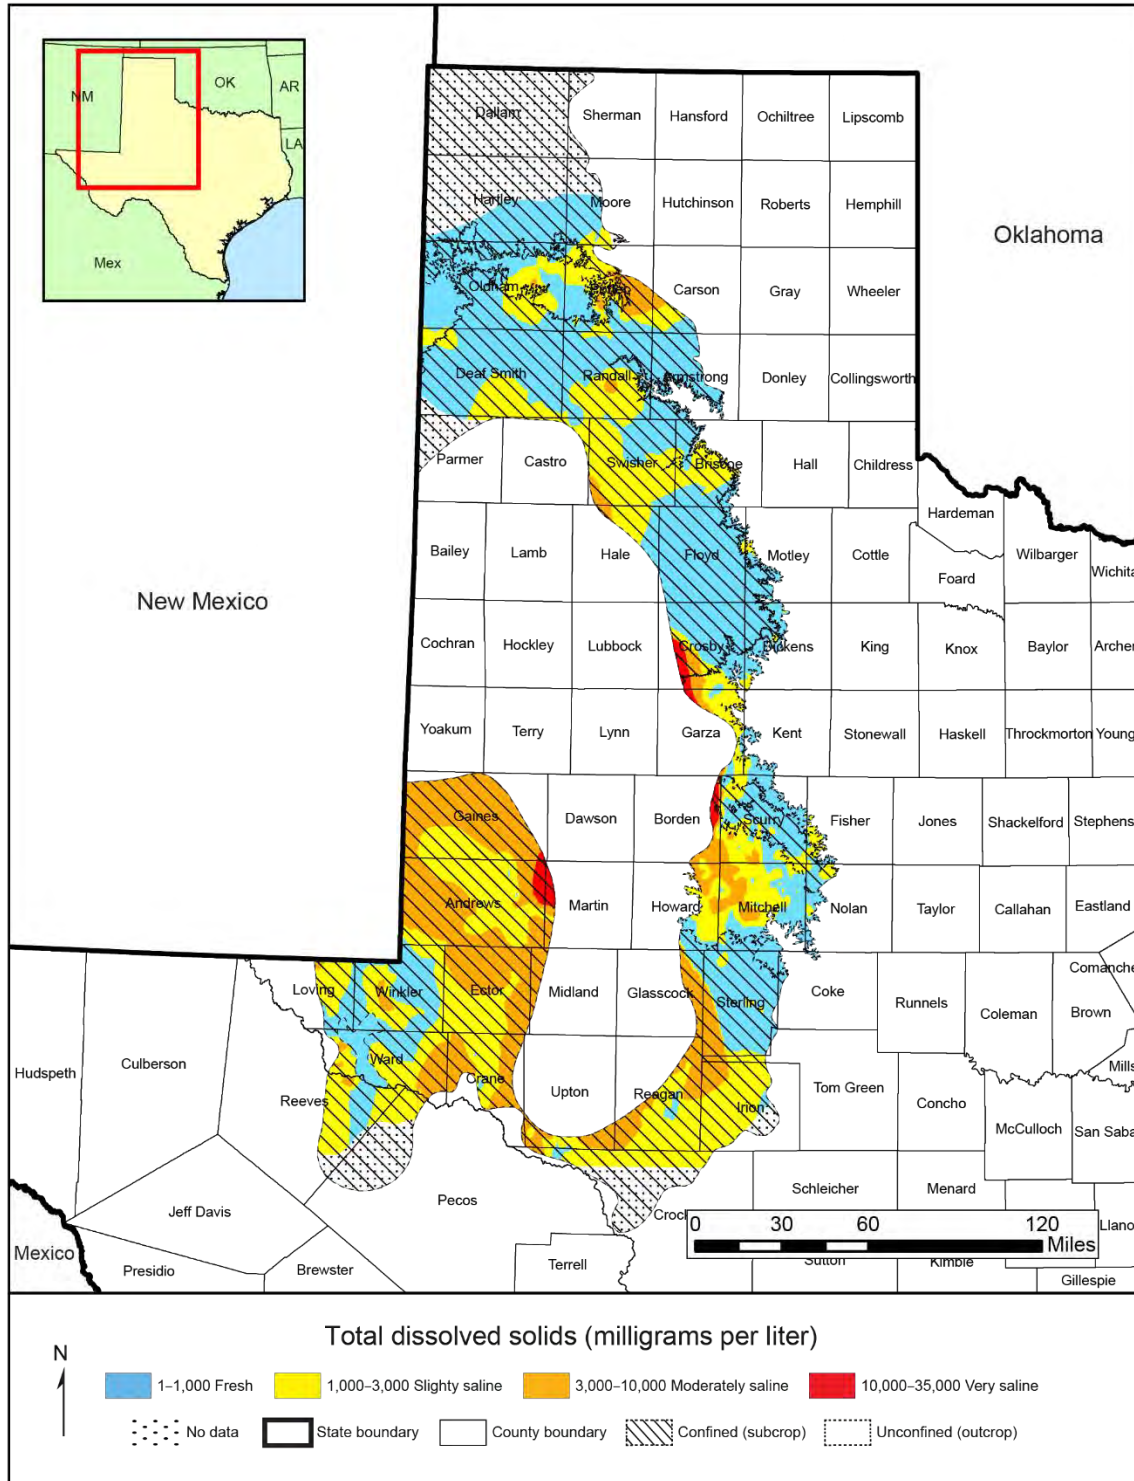 NM
OK
AR
LA
Mex
Dallam
Sherman
Hansford
Ochiltree
Lipscomb
Hartley
Moore
Hutchinson
Roberts
Hemphill
Oklahoma
Oldham
Potter
Carson
Gray
Wheeler
Deaf Smith
Randall
Armstrong
Donley
Collingsworth
Parmer
Castro
Swisher
Briscoe
Hall
Childress
Hardeman
Bailey
Lamb
Hale
Floyd
Motley
Cottle
Foard
Wilbarger
Wichita
New Mexico
Cochran
Hockley
Lubbock
Crosby
Dickens
King
Knox
Baylor
Archer
Yoakum
Terry
Lynn
Garza
Kent
Stonewall
Haskell
Throckmorton
Young
Gaines
Dawson
Borden
Scurry
Fisher
Jones
Shackelford
Stephens
Andrews
Martin
Howard
Mitchell
Nolan
Taylor
Callahan
Eastland
Loving
Winkler
Ector
Midland
Glasscock
Sterling
Coke
Runnels
Coleman
Comanche
Brown
Hudspeth
Culberson
Reeves
Ward
Crane
Upton
Reagan
Irion
Tom Green
Concho
Mills
McCulloch
San Saba
Jeff Davis
Pecos
Schleicher
Menard
Crock
Llano
Mexico
Presidio
Brewster
Terrell
Sutton
Kimble
Gillespie
0 30 60 120
Miles
Total dissolved solids (milligrams per liter)
N
1–1,000 Fresh
1,000–3,000 Slighty saline
3,000–10,000 Moderately saline
10,000–35,000 Very saline
No data
State boundary
County boundary
Confined (subcrop)
Unconfined (outcrop)